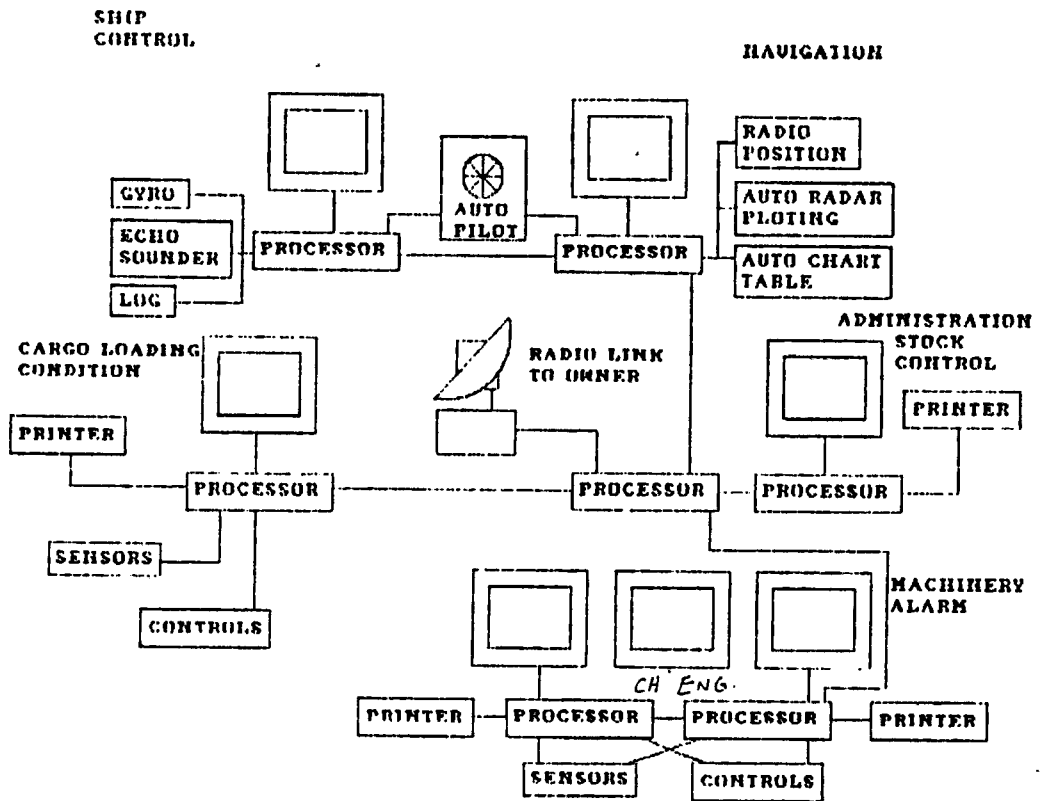 SHIP
CONTROL
NAVIGATION
RADIO
POSITION
GYRO
AUTO
PILOT
AUTO RADAR
PLOTING
ECHO
SOUNDER
PROCESSOR
PROCESSOR
AUTO CHART
TABLE
LOG
CARGO LOADING
CONDITION
RADIO LINK
TO OWNER
ADMINISTRATION
STOCK
CONTROL
PRINTER
PRINTER
PROCESSOR
PROCESSOR
PROCESSOR
SENSORS
CONTROLS
MACHINERY
ALARM
CH ENG.
PRINTER
PROCESSOR
PROCESSOR
PRINTER
SENSORS
CONTROLS